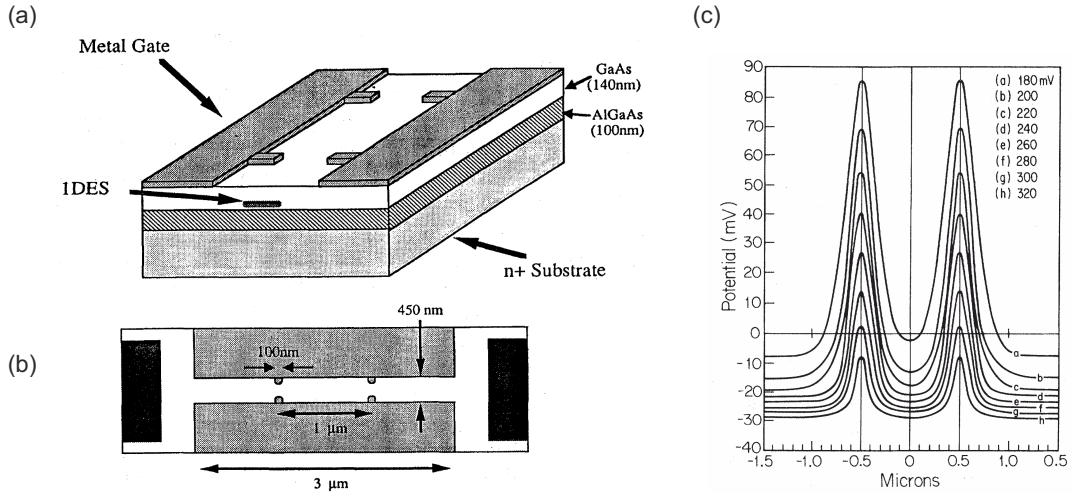 (a)
Metal Gate
GaAs
(140nm)
AlGaAs
(100nm)
1DES
n+ Substrate
(b)
450 nm
100nm
1 μm
3 μm
(c)
90
80
70
60
50
40
30
20
10
0
-10
-20
-30
-40
Potential (mV)
(a) 180mV
(b) 200
(c) 220
(d) 240
(e) 260
(f) 280
(g) 300
(h) 320
a
b
c
d
e
f
g
h
-1.5 -1.0 -0.5 0 0.5 1.0 0.5
Microns